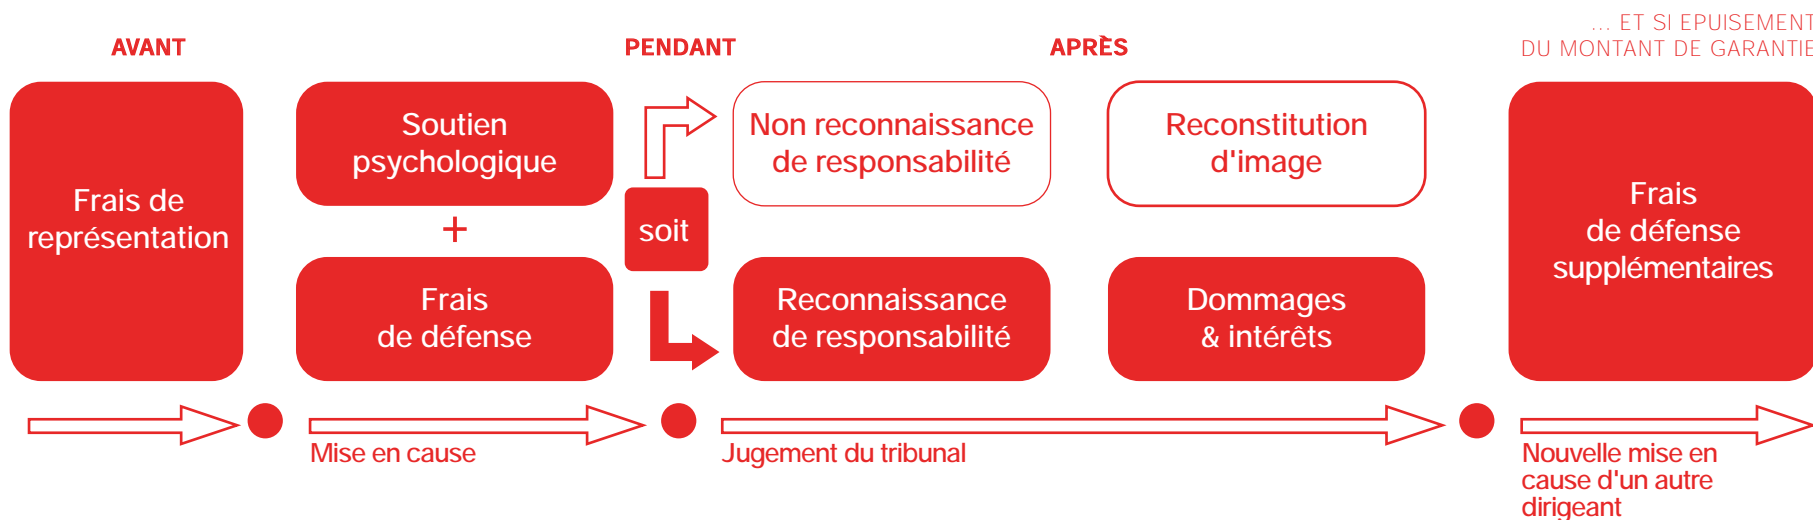 AVANT
PENDANT
APRÈS
... ET SI EPUISEMENT
DU MONTANT DE GARANTIE
Frais de
représentation
Soutien
psychologique
+
Frais
de défense
soit
Non reconnaissance
de responsabilité
Reconnaissance
de responsabilité
Reconstitution
d'image
Dommages
& intérêts
Frais
de défense
supplémentaires
Mise en cause
Jugement du tribunal
Nouvelle mise en
cause d'un autre
dirigeant